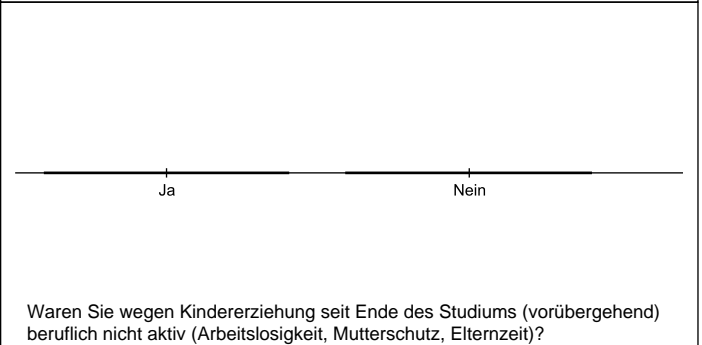 Ja
Nein
Waren Sie wegen Kindererziehung seit Ende des Studiums (vorübergehend)
beruflich nicht aktiv (Arbeitslosigkeit, Mutterschutz, Elternzeit)?